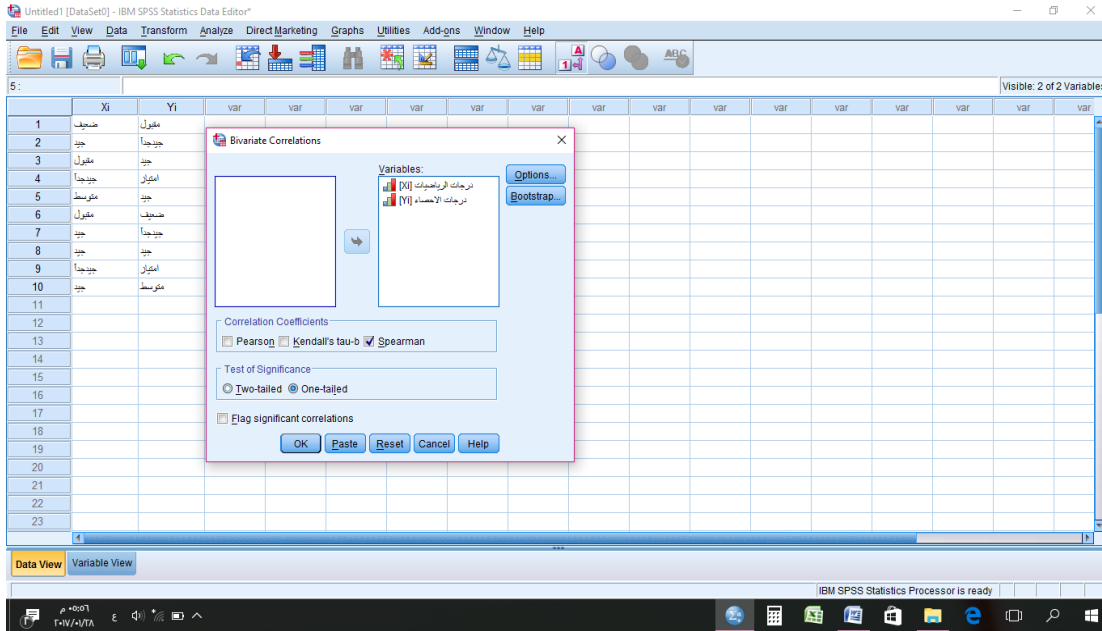 Untitled1 [DataSet0] - IBM SPSS Statistics Data Editor*
File Edit View Data Transform Analyze Direct Marketing Graphs Utilities Add-ons Window Help
5 :
Visible: 2 of 2 Variables
Xi Yi var var var var var var var var var var var var var var var
1 ضعيف مقبول
2 جيد جيدجداً
3 مقبول جيد
4 جيدجداً امتياز
5 متوسط جيد
6 مقبول ضعيف
7 جيد جيدجداً
8 جيد جيد
9 جيدجداً امتياز
10 جيد متوسط
11
12
13
14
15
16
17
18
19
20
21
22
23
Bivariate Correlations
Variables:
درجات الرياضيات [Xi]
درجات الاحصاء [Yi]
Options...
Bootstrap...
Correlation Coefficients
Pearson Kendall's tau-b Spearman
Test of Significance
Two-tailed One-tailed
Flag significant correlations
OK Paste Reset Cancel Help
Data View Variable View
IBM SPSS Statistics Processor is ready
٠٥:٥٦ م
٢٠١٧/٠١/٢٨
ع